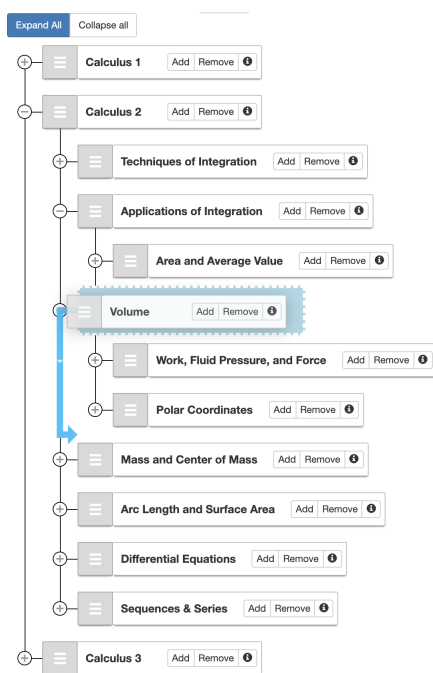 Expand All Collapse all
Calculus 1 Add Remove
Calculus 2 Add Remove
Techniques of Integration Add Remove
Applications of Integration Add Remove
Area and Average Value Add Remove
Volume Add Remove
Work, Fluid Pressure, and Force Add Remove
Polar Coordinates Add Remove
Mass and Center of Mass Add Remove
Arc Length and Surface Area Add Remove
Differential Equations Add Remove
Sequences & Series Add Remove
Calculus 3 Add Remove